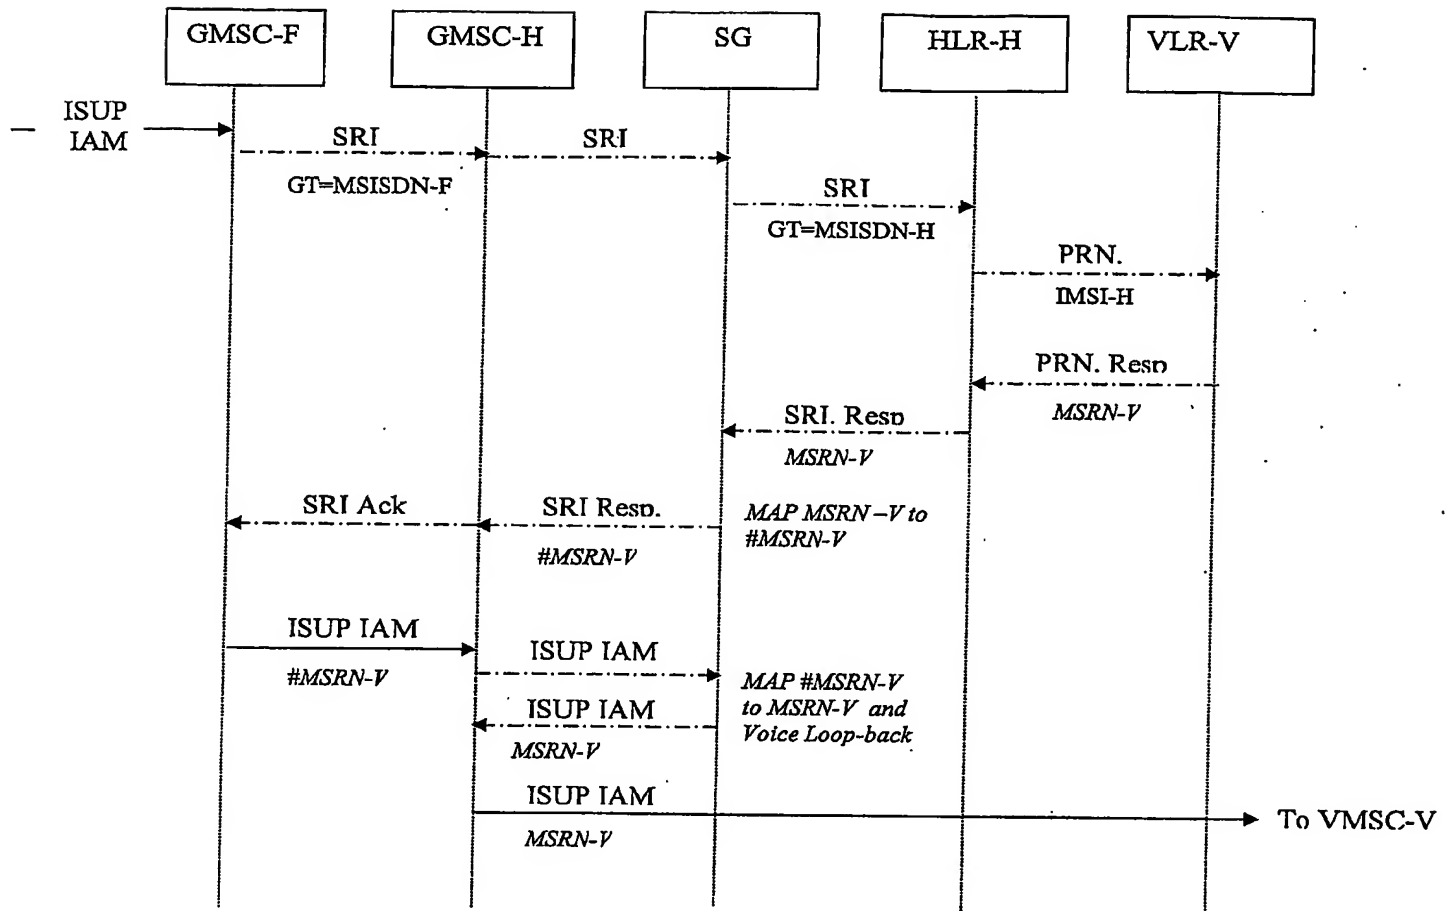 GMSC-F
GMSC-H
SG
HLR-H
VLR-V
ISUP
IAM
SRI
GT=MSISDN-F
SRI
SRI
GT=MSISDN-H
PRN.
IMSI-H
PRN. Resp
MSRN-V
SRI. Resp
MSRN-V
SRI Ack
SRI Resp.
#MSRN-V
MAP MSRN –V to
#MSRN-V
ISUP IAM
#MSRN-V
ISUP IAM
MAP #MSRN-V
to MSRN-V and
Voice Loop-back
ISUP IAM
MSRN-V
ISUP IAM
MSRN-V
To VMSC-V